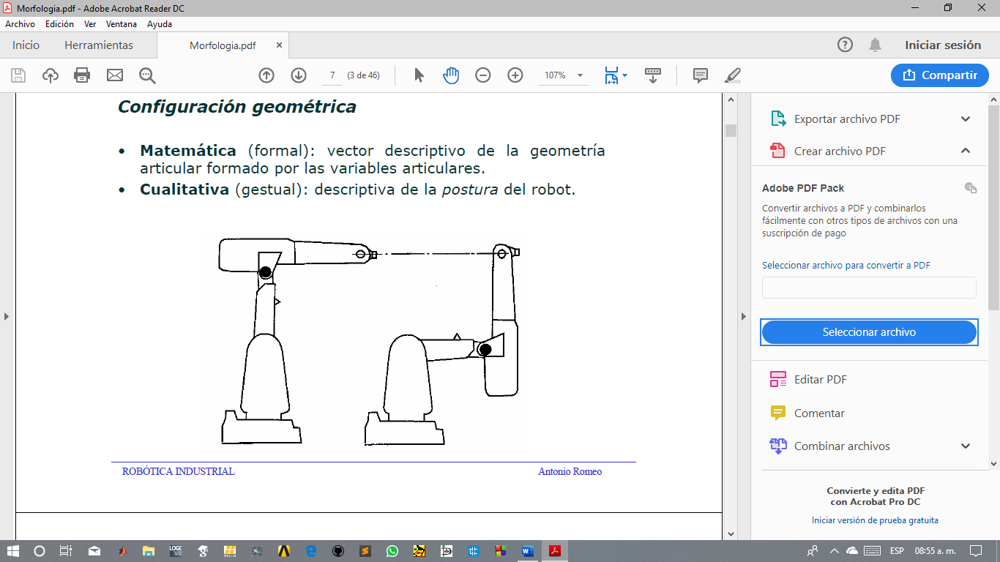 Morfologia.pdf - Adobe Acrobat Reader DC
Archivo Edición Ver Ventana Ayuda
Inicio Herramientas Morfologia.pdf × Iniciar sesión
7 (3 de 46) 107% Compartir
Configuración geométrica
• Matemática (formal): vector descriptivo de la geometría
articular formado por las variables articulares.
• Cualitativa (gestual): descriptiva de la postura del robot.
ROBÓTICA INDUSTRIAL Antonio Romeo
Exportar archivo PDF
Crear archivo PDF
Adobe PDF Pack
Convertir archivos a PDF y combinarlos
fácilmente con otros tipos de archivos con una
suscripción de pago
Seleccionar archivo para convertir a PDF
Seleccionar archivo
Editar PDF
Comentar
Combinar archivos
Convierte y edita PDF
con Acrobat Pro DC
Iniciar versión de prueba gratuita
ESP 08:55 a. m.